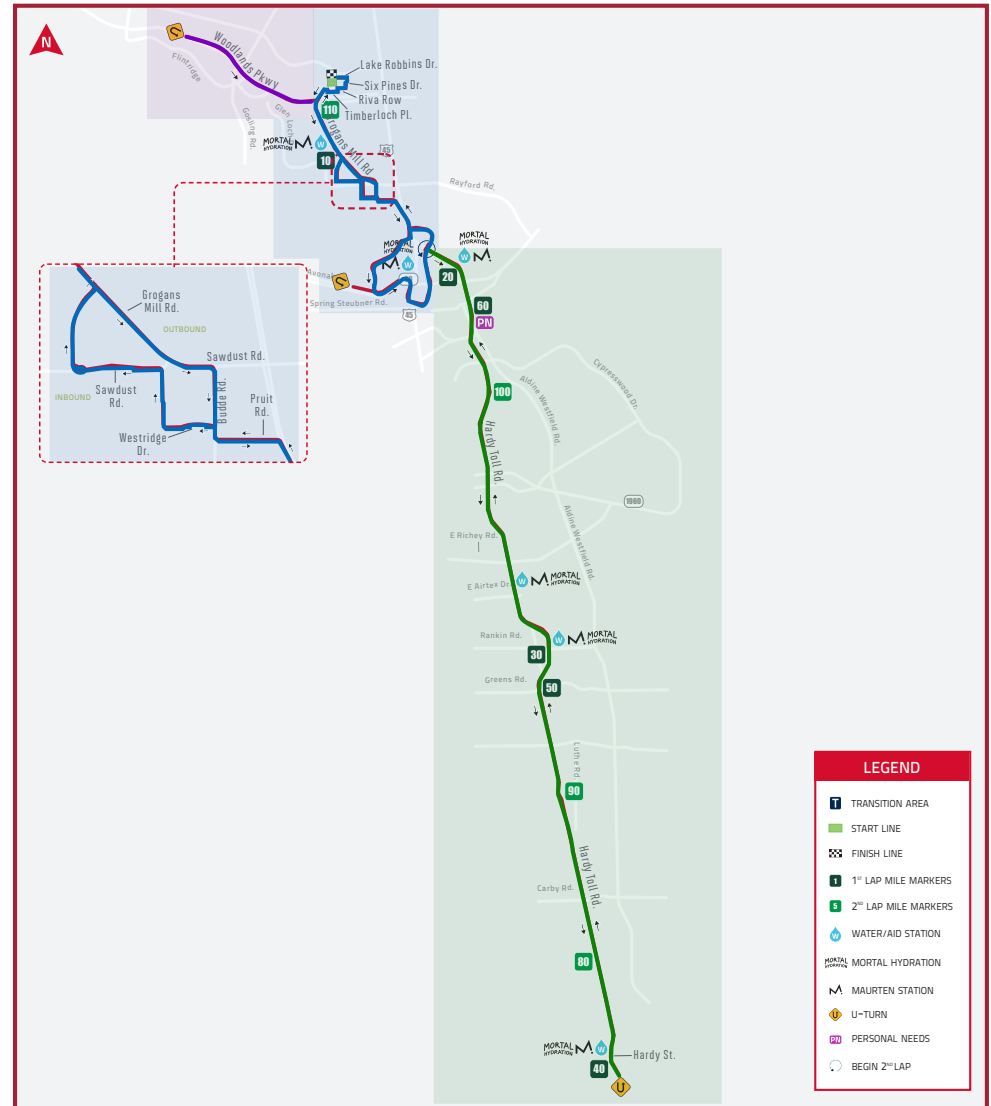 N
Woodlands Pkwy
Flintridge
Gosling Rd.
Glen Loch
Lake Robbins Dr.
Six Pines Dr.
Riva Row
Timberloch Pl.
110
Grogans Mill Rd
MORTAL
HYDRATION
W
10
45
Rayford Rd.
MORTAL
HYDRATION
W
MORTAL
HYDRATION
W
20
Spring Steubner Rd.
45
60
PN
Grogans
Mill Rd.
OUTBOUND
Sawdust Rd.
INBOUND
Sawdust
Rd.
Budde Rd.
Pruit
Rd.
Westridge
Dr.
100
Cypresswood Dr.
Aldine Westfield Rd.
Hardy Toll Rd.
1960
Aldine Westfield Rd.
E Richey Rd.
E Airtex Dr.
W
MORTAL
HYDRATION
Rankin Rd.
W
MORTAL
HYDRATION
30
Greens Rd.
50
Luthe Rd.
90
Hardy Toll Rd.
Carby Rd.
80
MORTAL
HYDRATION
W
Hardy St.
40
U
LEGEND
T TRANSITION AREA
START LINE
FINISH LINE
1 1ST LAP MILE MARKERS
5 2ND LAP MILE MARKERS
W WATER/AID STATION
MORTAL HYDRATION MORTAL HYDRATION
MAURTEN STATION
U U-TURN
PN PERSONAL NEEDS
BEGIN 2ND LAP